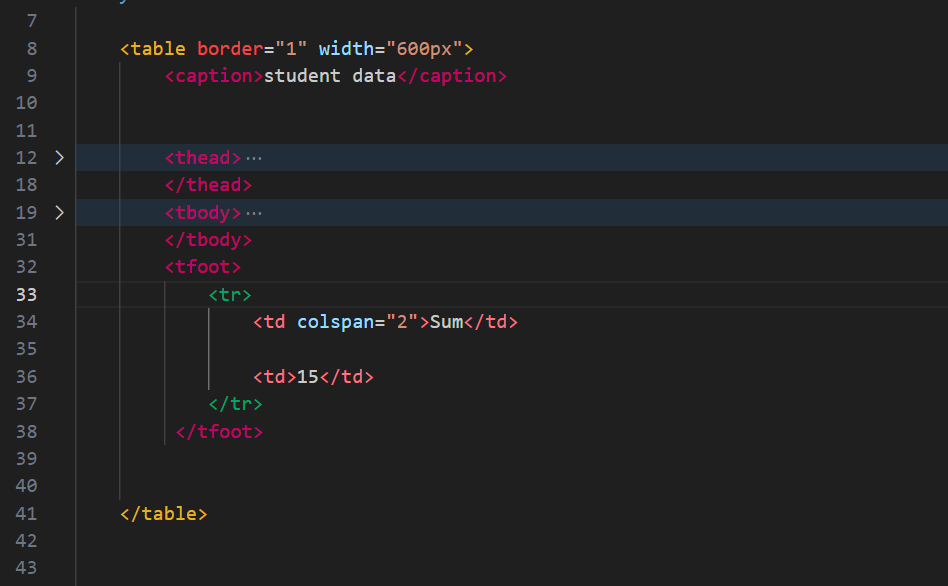 7
8 <table border="1" width="600px">
9 <caption>student data</caption>
10
11
12 <thead>···
18 </thead>
19 <tbody>···
31 </tbody>
32 <tfoot>
33 <tr>
34 <td colspan="2">Sum</td>
35
36 <td>15</td>
37 </tr>
38 </tfoot>
39
40
41 </table>
42
43